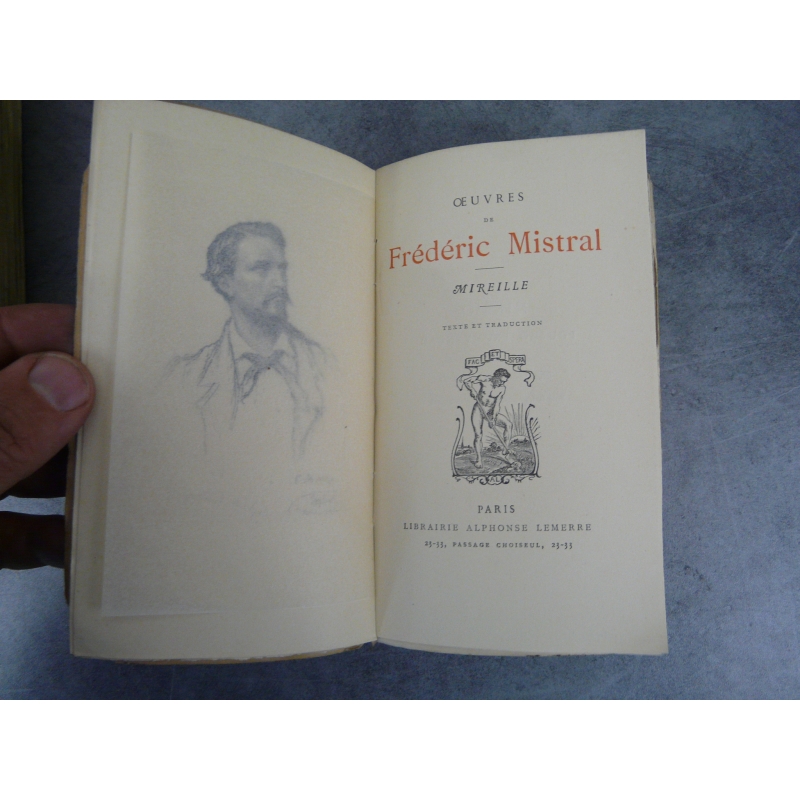 ŒUVRES
DE
Frédéric Mistral
MIREILLE
TEXTE ET TRADUCTION
FAC ET SPERA
AL
PARIS
LIBRAIRIE ALPHONSE LEMERRE
23-33, PASSAGE CHOISEUL, 23-33